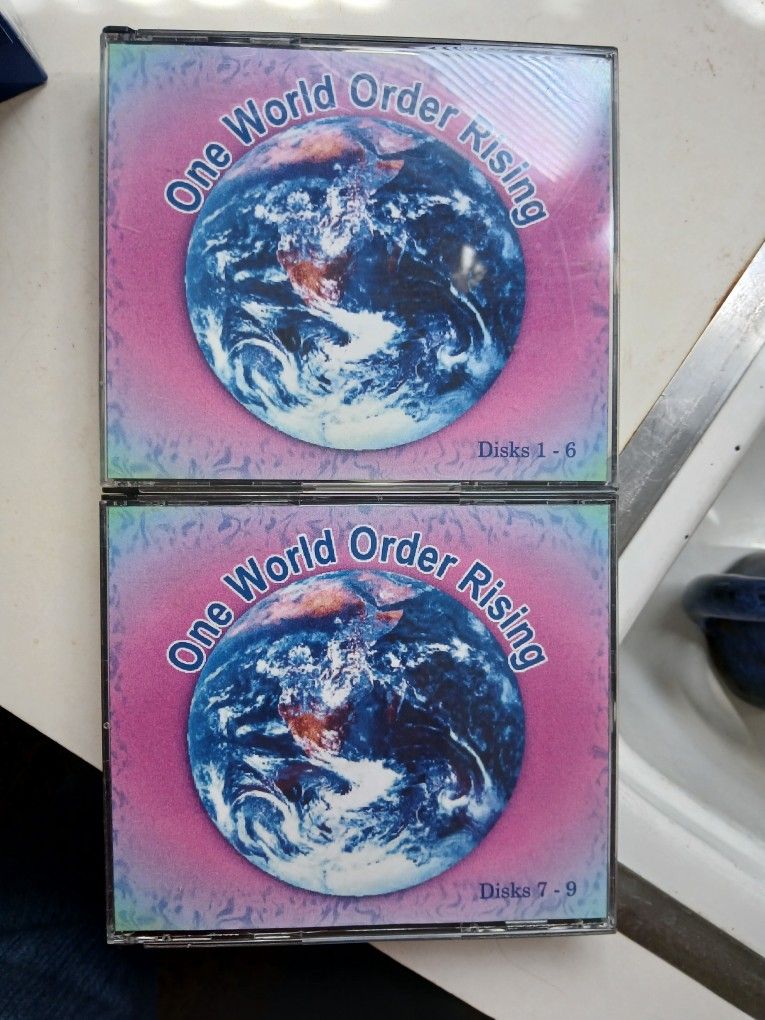 One World Order Rising
Disks 1 - 6
One World Order Rising
Disks 7 - 9